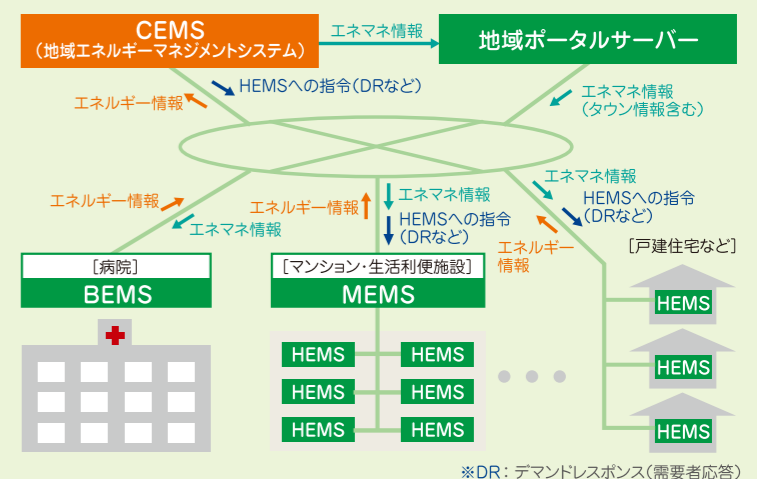 CEMS
（地域エネルギーマネジメントシステム）
エネマネ情報
地域ポータルサーバー
エネルギー情報
HEMSへの指令（DRなど）
エネマネ情報
（タウン情報含む）
エネルギー情報
エネマネ情報
エネルギー情報
エネマネ情報
HEMSへの指令
（DRなど）
エネマネ情報
HEMSへの指令
（DRなど）
エネルギー
情報
［病院］
BEMS
［マンション・生活利便施設］
MEMS
［戸建住宅など］
HEMS
HEMS
HEMS
HEMS
HEMS
HEMS
HEMS
HEMS
HEMS
※DR：デマンドレスポンス（需要者応答）